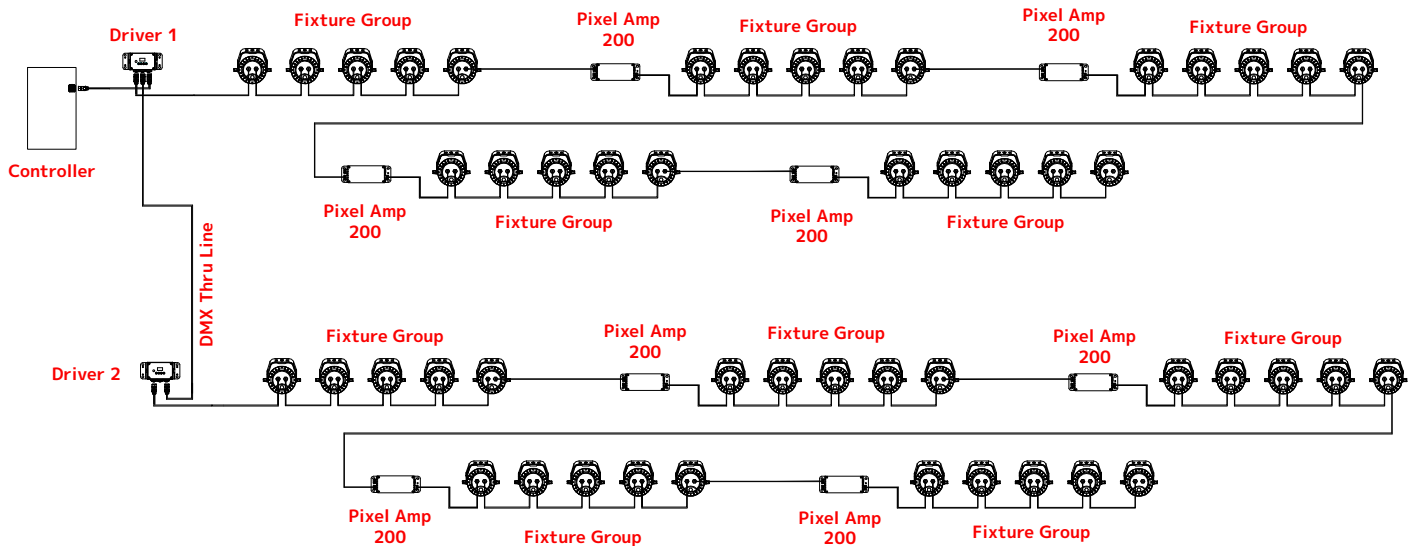 Fixture Group
Pixel Amp
200
Fixture Group
Pixel Amp
200
Fixture Group
Driver 1
Controller
Pixel Amp
200
Fixture Group
Pixel Amp
200
Fixture Group
DMX Thru Line
Driver 2
Fixture Group
Pixel Amp
200
Fixture Group
Pixel Amp
200
Fixture Group
Pixel Amp
200
Fixture Group
Pixel Amp
200
Fixture Group